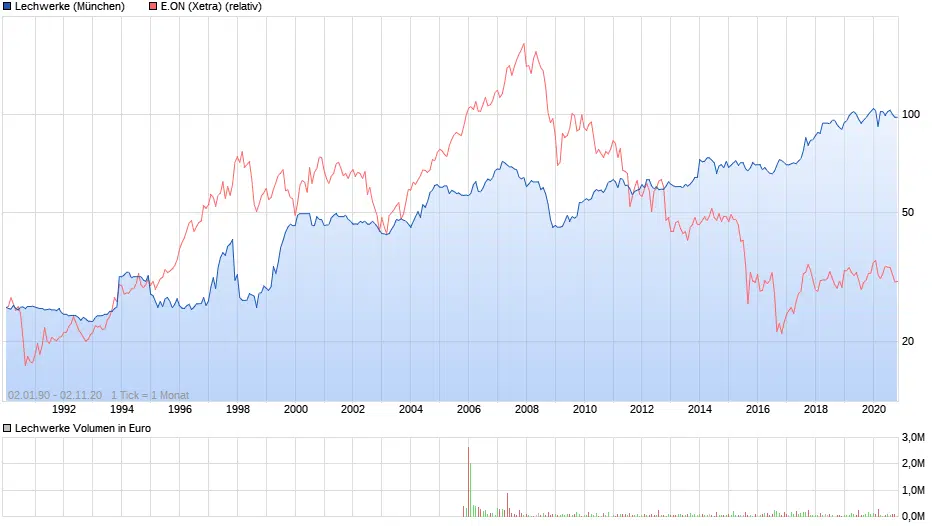 Lechwerke (München) E.ON (Xetra) (relativ)
100
50
20
02.01.90 - 02.11.20 1 Tick = 1 Monat
1992 1994 1996 1998 2000 2002 2004 2006 2008 2010 2012 2014 2016 2018 2020
Lechwerke Volumen in Euro
3,0M
2,0M
1,0M
0,0M